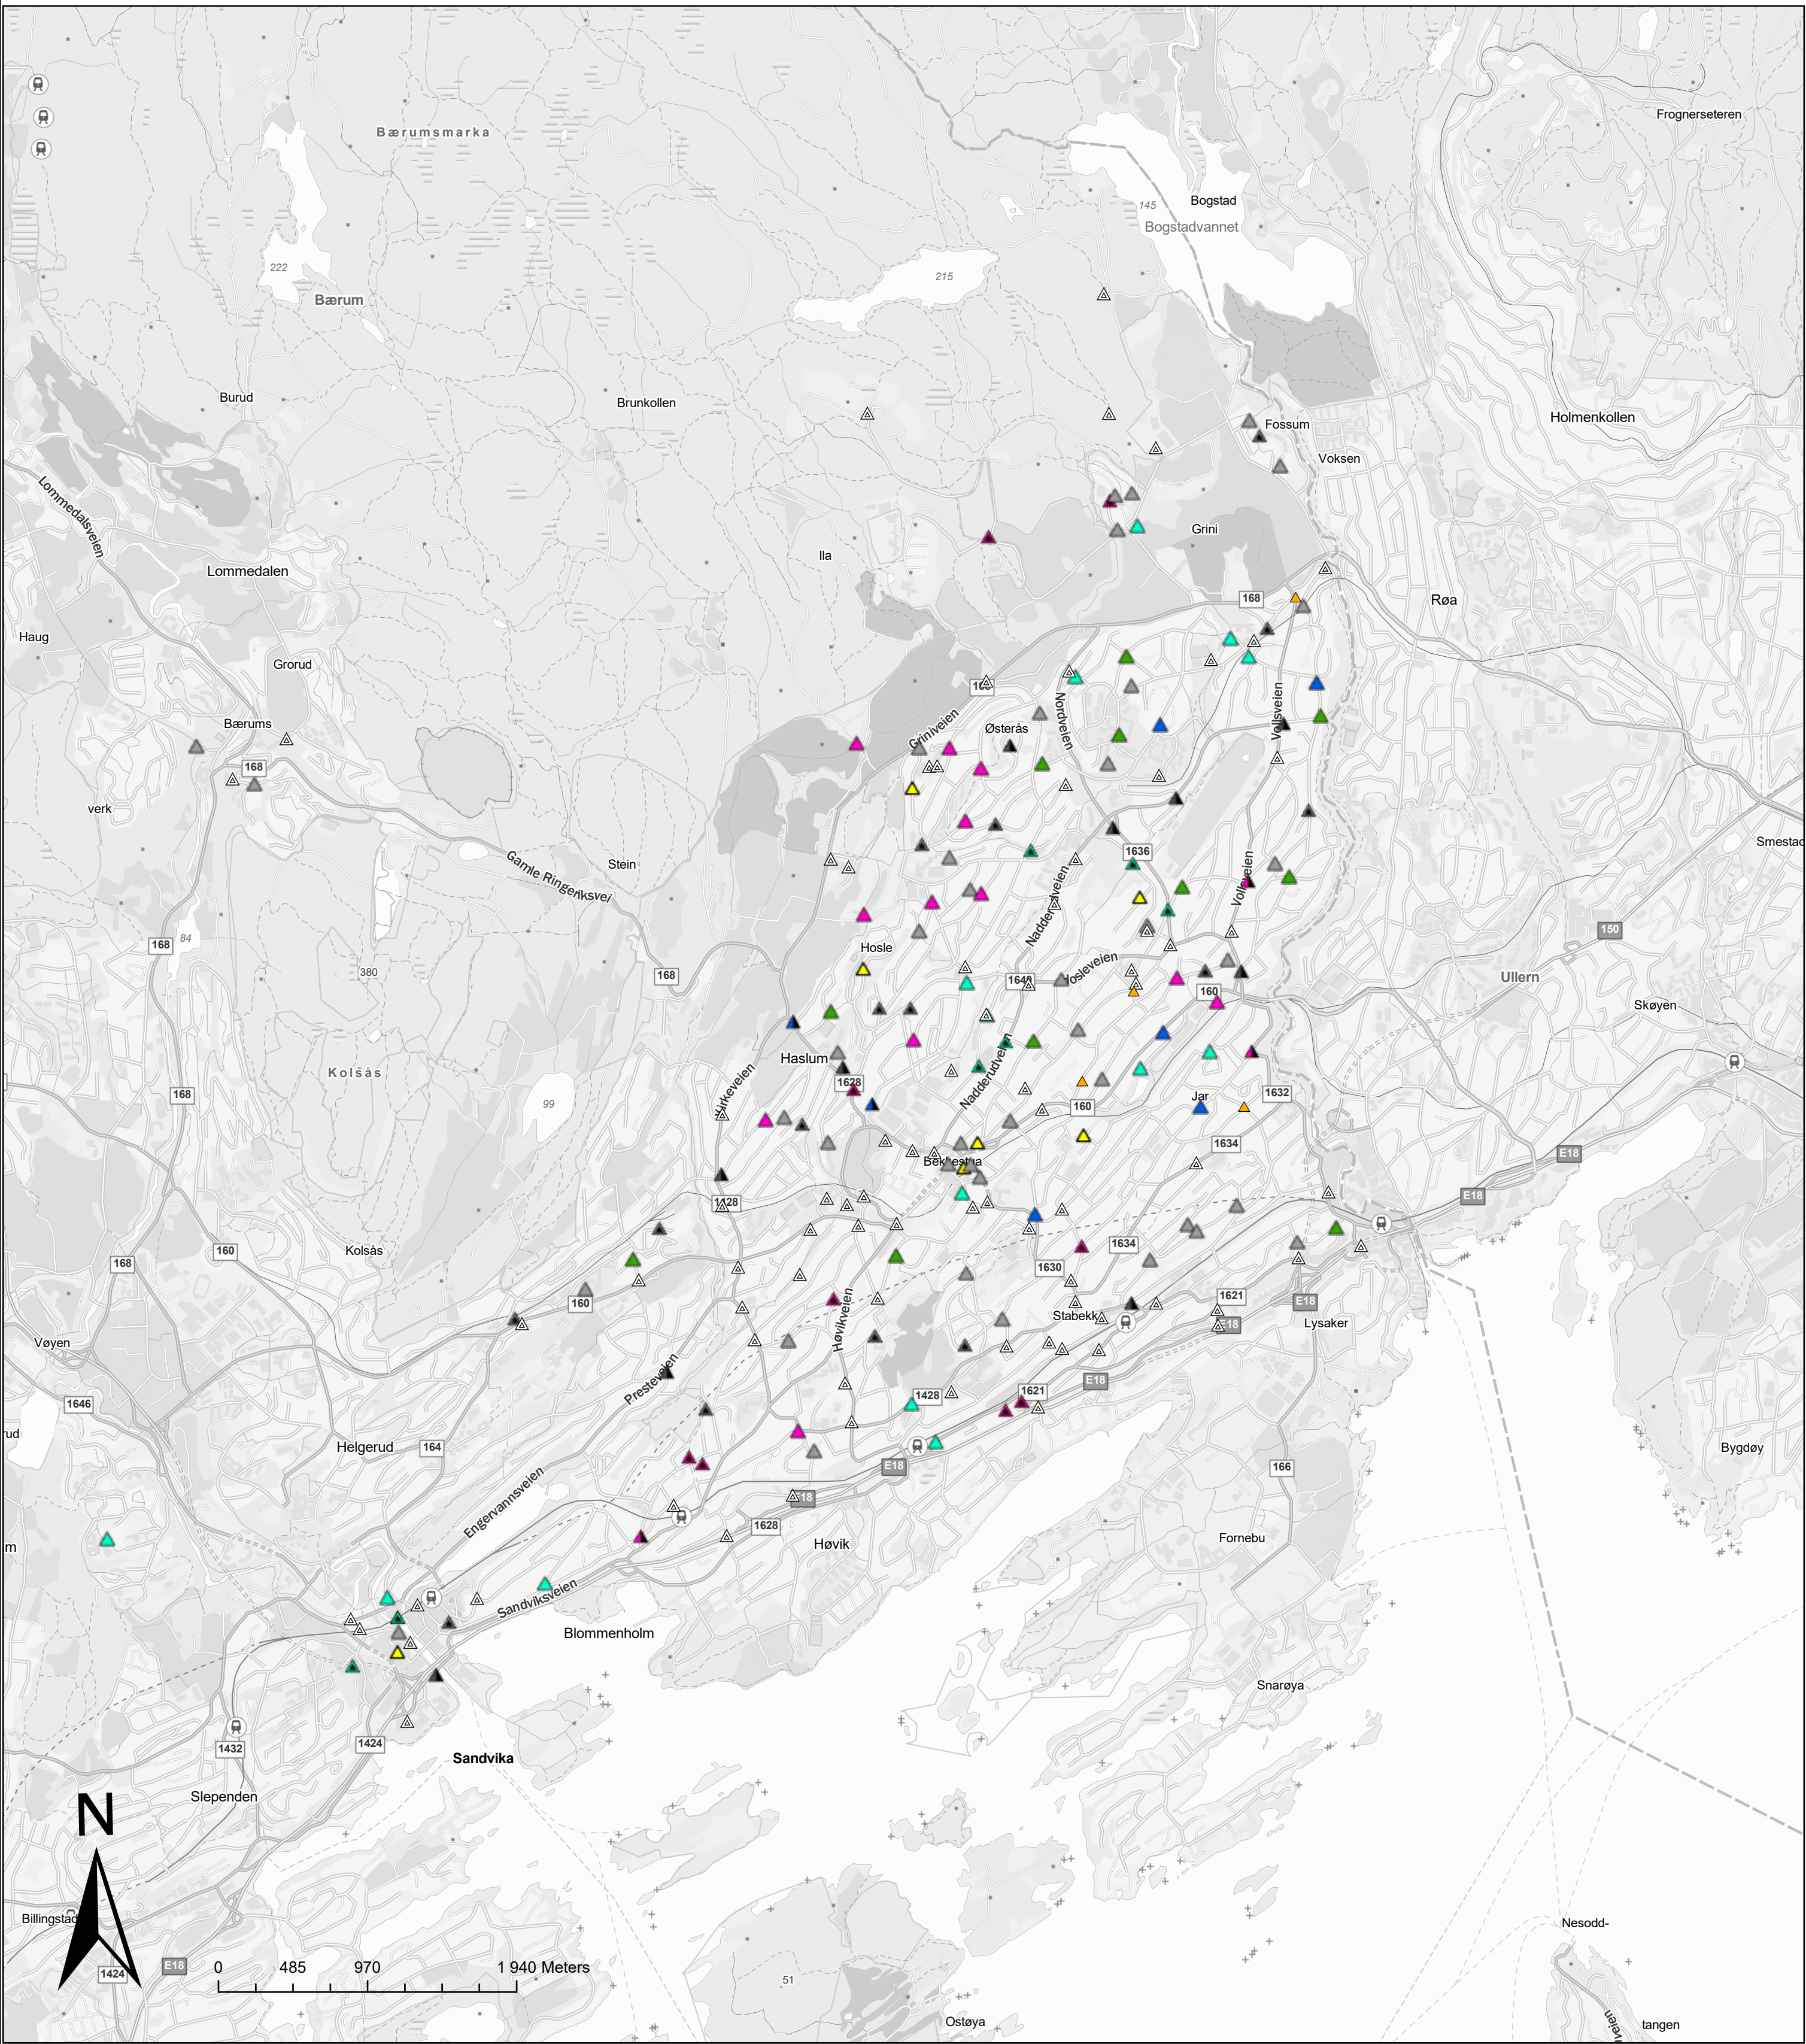 Frognerseteren
Bærumsmarka
Bogstad
145
Bogstadvannet
222
215
Bærum
Burud
Brunkollen
Holmenkollen
Fossum
Voksen
Lommedalsveien
Grini
Ila
Lommedalen
168
Røa
Haug
Grorud
Nordveien
Vollsveien
Bærums
Griniveien
Østerås
168
verk
Smestad
1636
Stein
Gamle Ringeriksvei
Vollsveien
150
84
168
Hosle
380
168
1640
Hosleveien
160
Ullern
Skøyen
Haslum
Kolsås
1628
Kirkeveien
Nadderudveien
168
99
160
Jar
1632
1634
E18
Bekkestua
E18
160
Kolsås
168
1634
1630
160
1621
E18
Vøyen
Høvikveien
Stabekk
E18
Lysaker
Presteveien
E18
1646
1428
1621
Helgerud
164
Bygdøy
E18
166
Engervannsveien
E18
1628
Høvik
Fornebu
Sandviksveien
Blommenholm
Snarøya
1424
1432
Sandvika
Slependen
N
Billingstad
Nesodd-
E18
0 485 970 1 940 Meters
1424
51
Ostøya
tangen